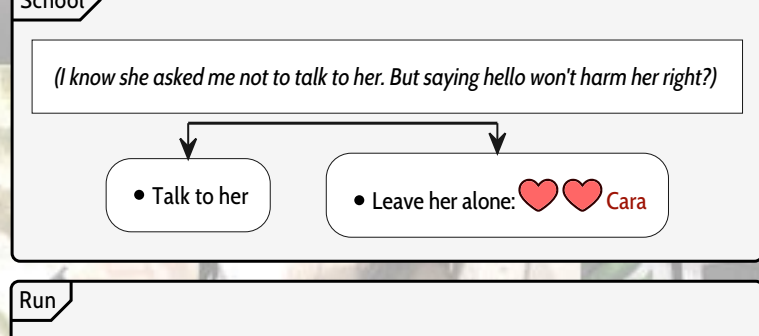 School
(I know she asked me not to talk to her. But saying hello won't harm her right?)
• Talk to her
• Leave her alone: Cara
Run